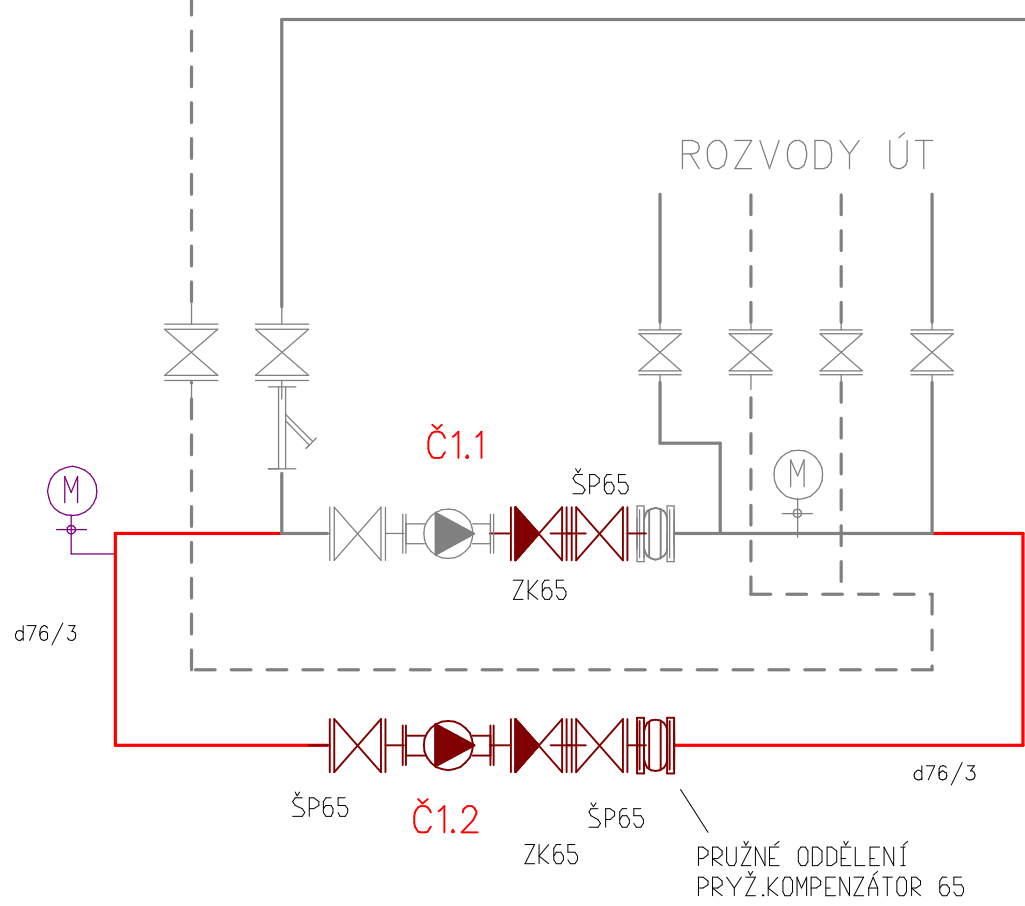 ROZVODY ÚT
Č1.1
M
M
ŠP65
ZK65
d76/3
d76/3
ŠP65
Č1.2
ŠP65
ZK65
PRUŽNÉ ODDĚLENÍ
PRYŽ.KOMPENZÁTOR 65